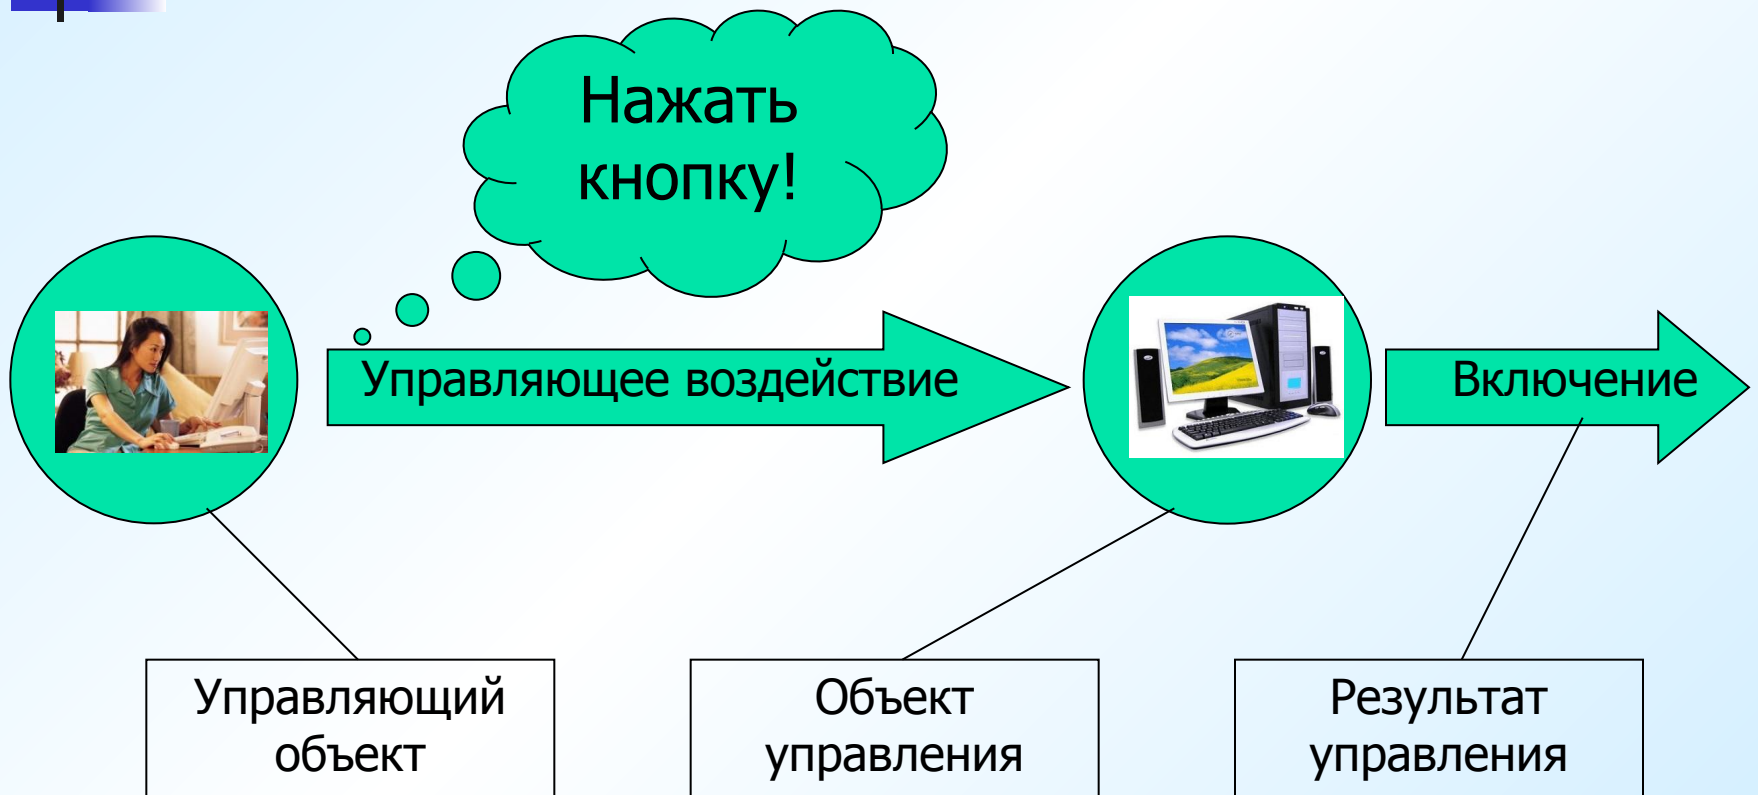 Нажать
кнопку!
Управляющее воздействие
Включение
Управляющий
объект
Объект
управления
Результат
управления